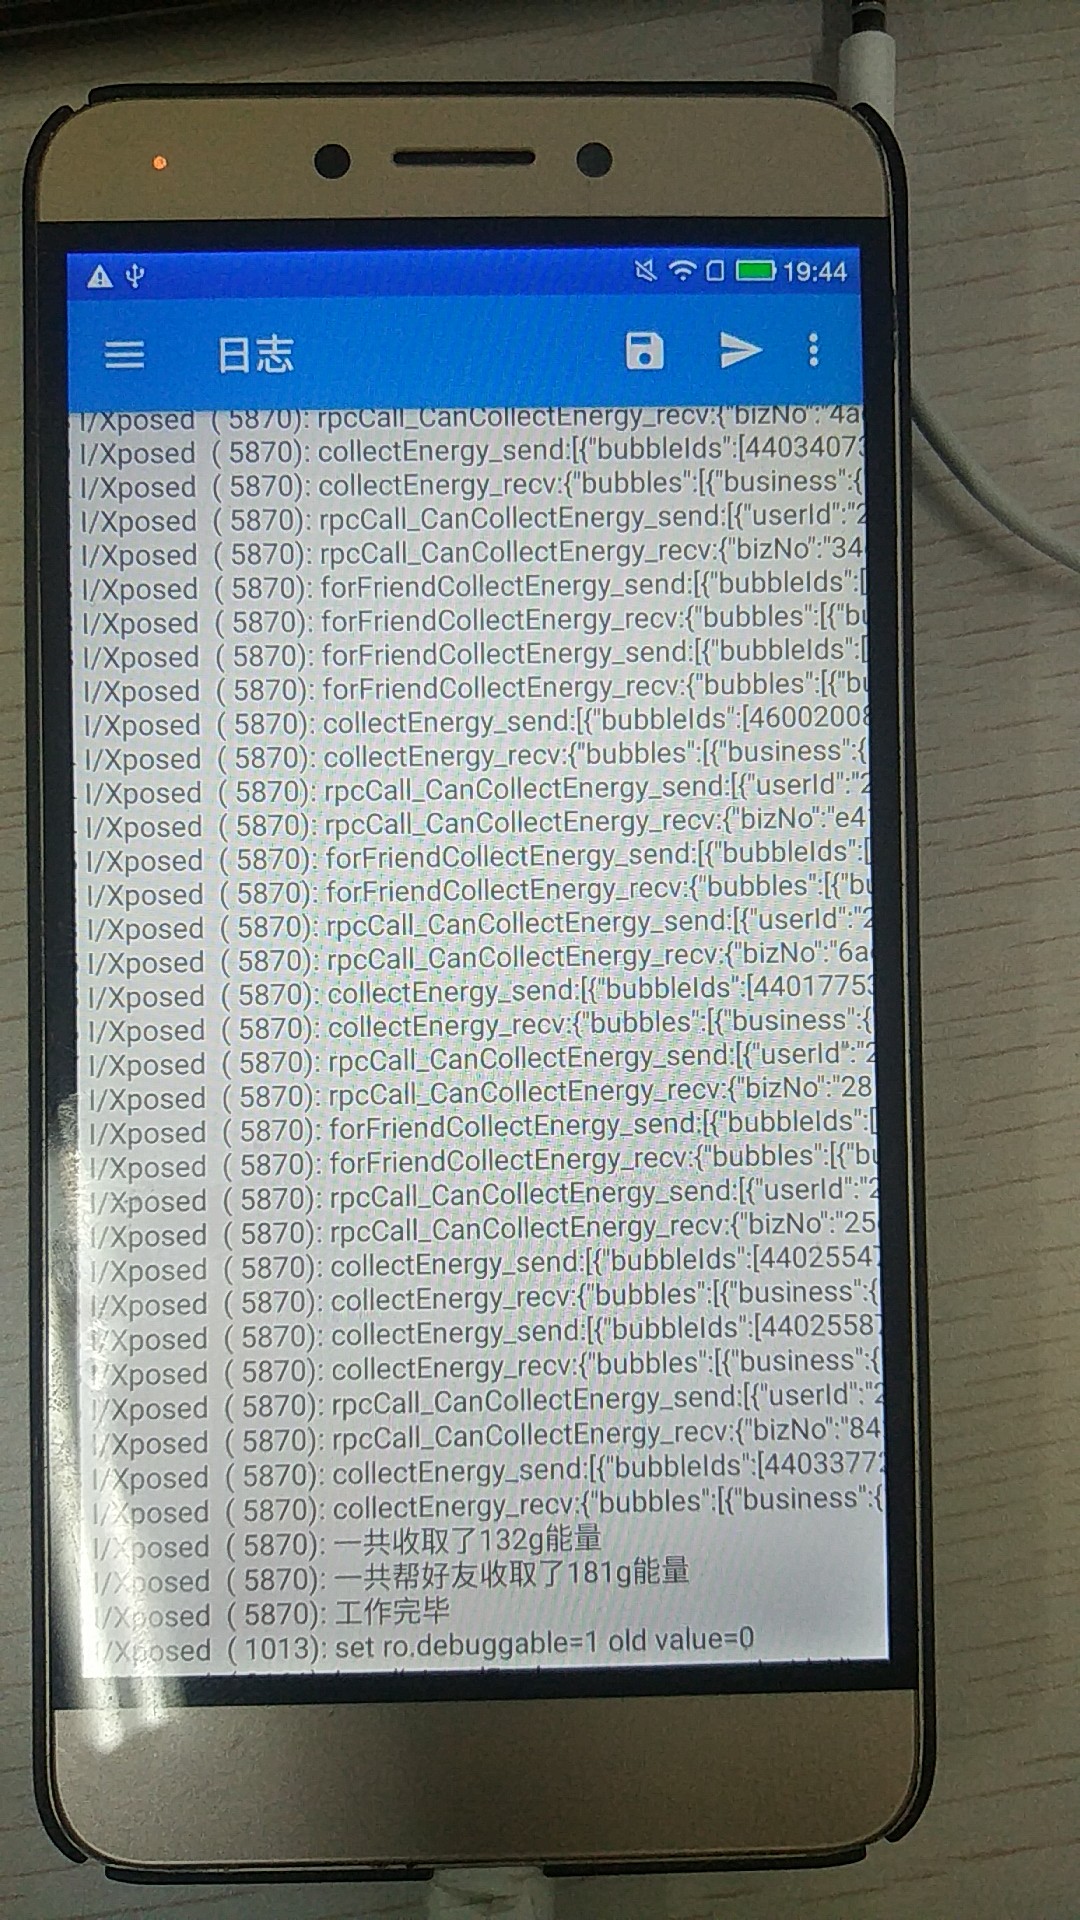 19:44
日志
I/Xposed ( 5870): rpcCall_CanCollectEnergy_recv:{"bizNo":"4a
I/Xposed ( 5870): collectEnergy_send:[{"bubbleIds":[4403407
I/Xposed ( 5870): collectEnergy_recv:{"bubbles":[{"business":{
I/Xposed ( 5870): rpcCall_CanCollectEnergy_send:[{"userId":"2
I/Xposed ( 5870): rpcCall_CanCollectEnergy_recv:{"bizNo":"34
I/Xposed ( 5870): forFriendCollectEnergy_send:[{"bubbleIds":[
I/Xposed ( 5870): forFriendCollectEnergy_recv:{"bubbles":[{"bu
I/Xposed ( 5870): forFriendCollectEnergy_send:[{"bubbleIds":[
I/Xposed ( 5870): forFriendCollectEnergy_recv:{"bubbles":[{"bu
I/Xposed ( 5870): collectEnergy_send:[{"bubbleIds":[46002008
I/Xposed ( 5870): collectEnergy_recv:{"bubbles":[{"business":{
I/Xposed ( 5870): rpcCall_CanCollectEnergy_send:[{"userId":"2
I/Xposed ( 5870): rpcCall_CanCollectEnergy_recv:{"bizNo":"e4
I/Xposed ( 5870): forFriendCollectEnergy_send:[{"bubbleIds":[
I/Xposed ( 5870): forFriendCollectEnergy_recv:{"bubbles":[{"bu
I/Xposed ( 5870): rpcCall_CanCollectEnergy_send:[{"userId":"2
I/Xposed ( 5870): rpcCall_CanCollectEnergy_recv:{"bizNo":"6a
I/Xposed ( 5870): collectEnergy_send:[{"bubbleIds":[4401775
I/Xposed ( 5870): collectEnergy_recv:{"bubbles":[{"business":{
I/Xposed ( 5870): rpcCall_CanCollectEnergy_send:[{"userId":"2
I/Xposed ( 5870): rpcCall_CanCollectEnergy_recv:{"bizNo":"28
I/Xposed ( 5870): forFriendCollectEnergy_send:[{"bubbleIds":[
I/Xposed ( 5870): forFriendCollectEnergy_recv:{"bubbles":[{"bu
I/Xposed ( 5870): rpcCall_CanCollectEnergy_send:[{"userId":"2
I/Xposed ( 5870): rpcCall_CanCollectEnergy_recv:{"bizNo":"25
I/Xposed ( 5870): collectEnergy_send:[{"bubbleIds":[4402554
I/Xposed ( 5870): collectEnergy_recv:{"bubbles":[{"business":{
I/Xposed ( 5870): collectEnergy_send:[{"bubbleIds":[4402558
I/Xposed ( 5870): collectEnergy_recv:{"bubbles":[{"business":{
I/Xposed ( 5870): rpcCall_CanCollectEnergy_send:[{"userId":"2
I/Xposed ( 5870): rpcCall_CanCollectEnergy_recv:{"bizNo":"84
I/Xposed ( 5870): collectEnergy_send:[{"bubbleIds":[4403377
I/Xposed ( 5870): collectEnergy_recv:{"bubbles":[{"business":{
I/Xposed ( 5870): 一共收取了132g能量
I/Xposed ( 5870): 一共帮好友收取了181g能量
I/Xposed ( 5870): 工作完毕
I/Xposed ( 1013): set ro.debuggable=1 old value=0